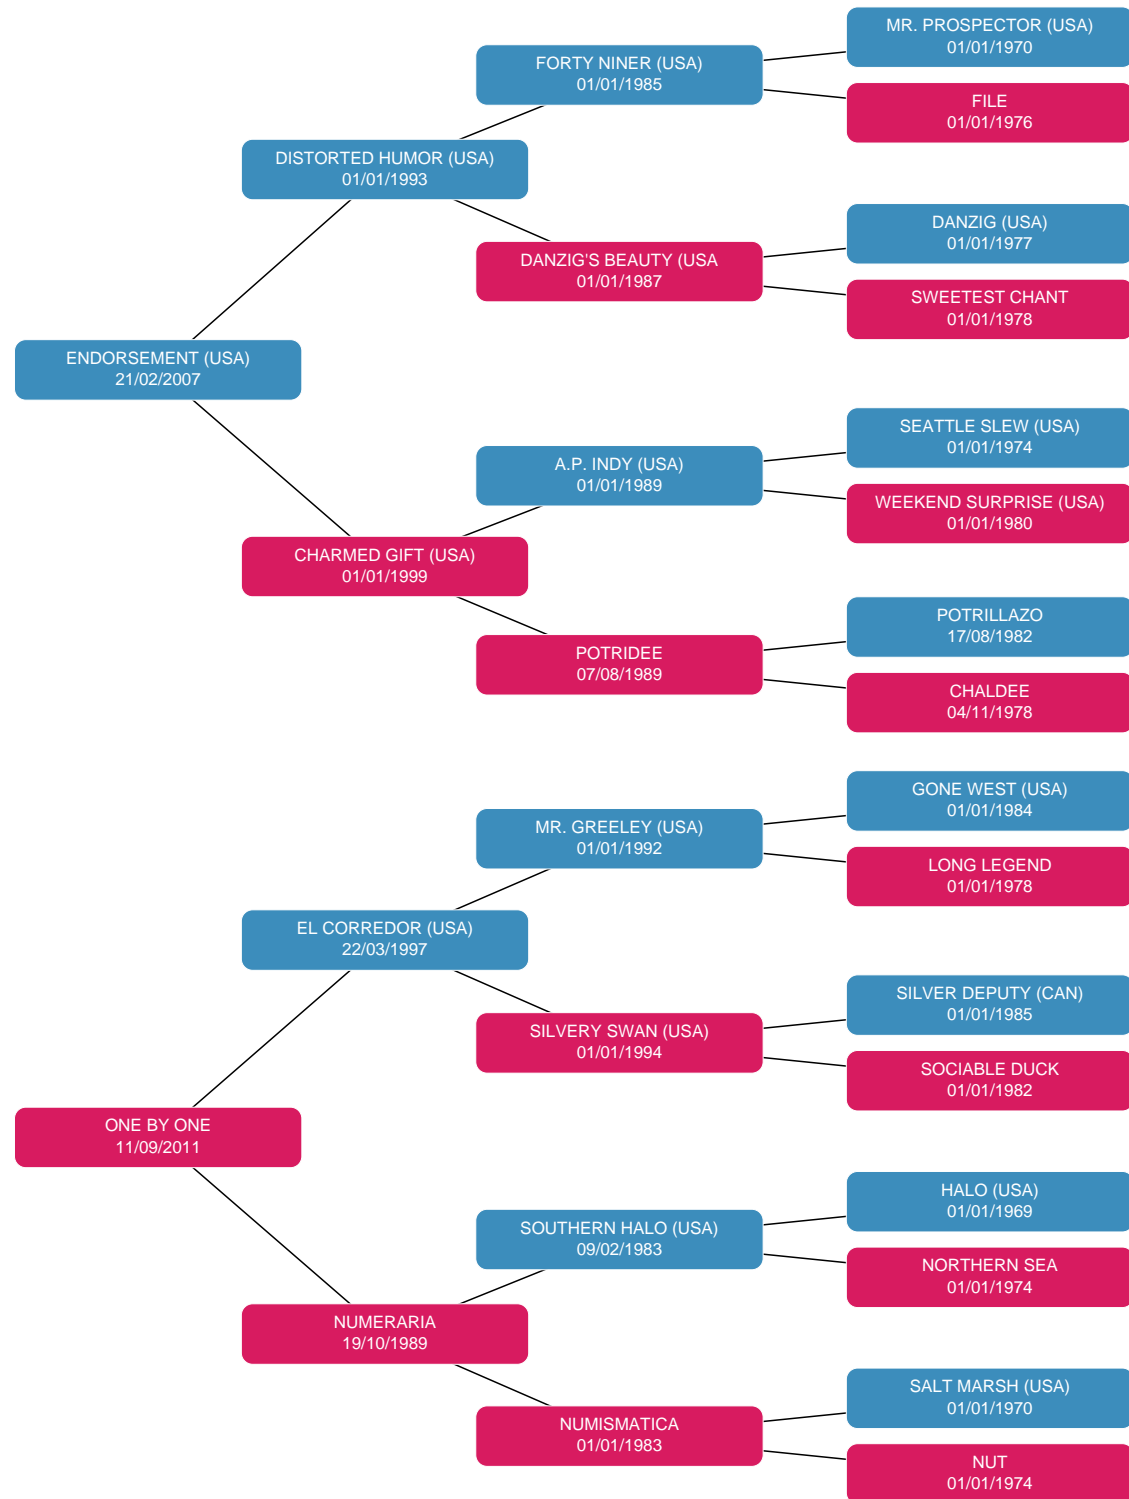 MR. PROSPECTOR (USA)
01/01/1970
FORTY NINER (USA)
01/01/1985
FILE
01/01/1976
DISTORTED HUMOR (USA)
01/01/1993
DANZIG (USA)
01/01/1977
DANZIG'S BEAUTY (USA
01/01/1987
SWEETEST CHANT
01/01/1978
ENDORSEMENT (USA)
21/02/2007
SEATTLE SLEW (USA)
01/01/1974
A.P. INDY (USA)
01/01/1989
WEEKEND SURPRISE (USA)
01/01/1980
CHARMED GIFT (USA)
01/01/1999
POTRILLAZO
17/08/1982
POTRIDEE
07/08/1989
CHALDEE
04/11/1978
GONE WEST (USA)
01/01/1984
MR. GREELEY (USA)
01/01/1992
LONG LEGEND
01/01/1978
EL CORREDOR (USA)
22/03/1997
SILVER DEPUTY (CAN)
01/01/1985
SILVERY SWAN (USA)
01/01/1994
SOCIABLE DUCK
01/01/1982
ONE BY ONE
11/09/2011
HALO (USA)
01/01/1969
SOUTHERN HALO (USA)
09/02/1983
NORTHERN SEA
01/01/1974
NUMERARIA
19/10/1989
SALT MARSH (USA)
01/01/1970
NUMISMATICA
01/01/1983
NUT
01/01/1974